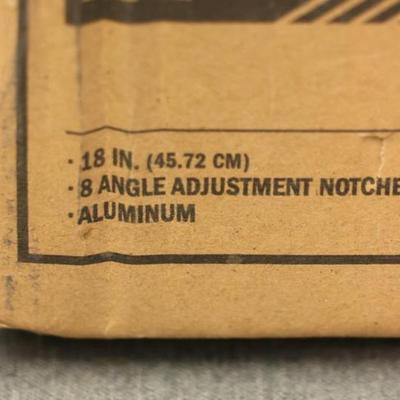 · 18 IN. (45.72 CM)
· 8 ANGLE ADJUSTMENT NOTCHE
· ALUMINUM